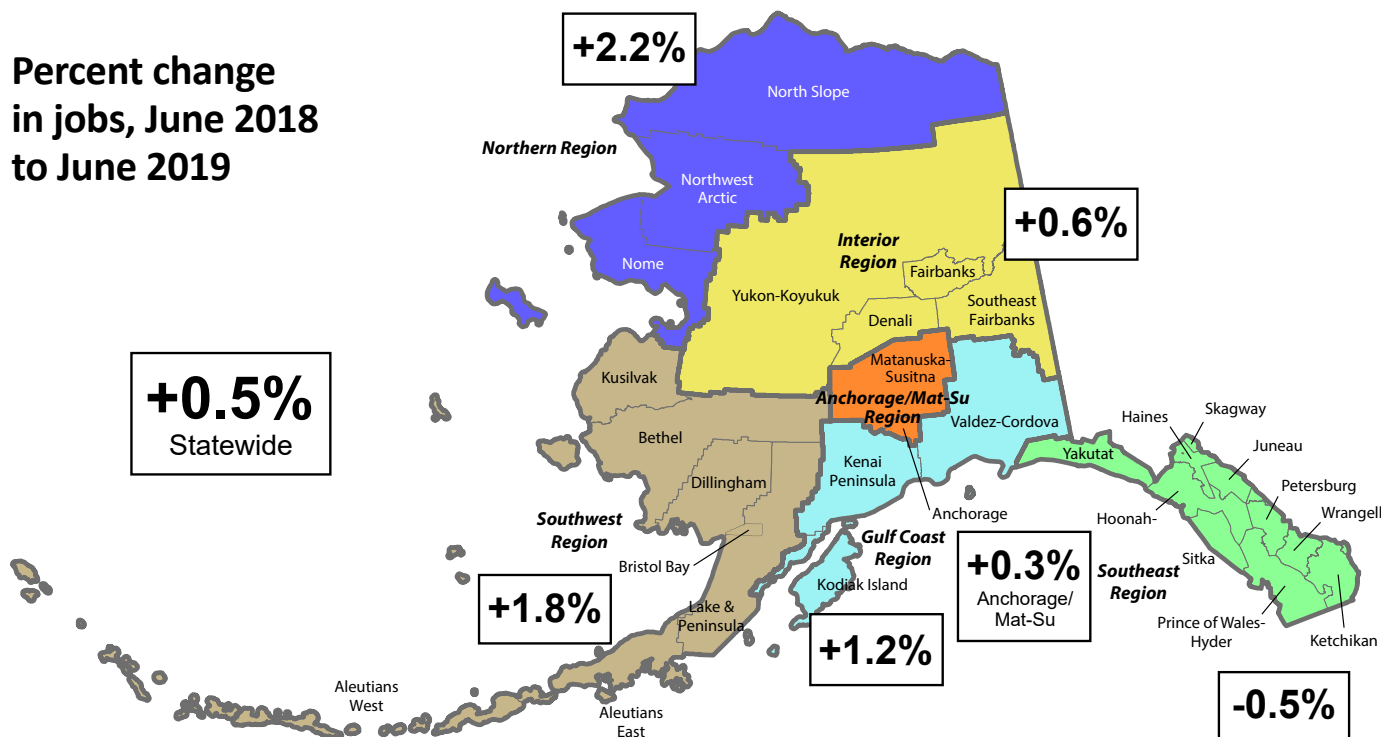 Percent change
in jobs, June 2018
to June 2019
+2.2%
North Slope
Northern Region
Northwest
Arctic
Nome
+0.6%
Interior
Region
Fairbanks
Yukon-Koyukuk
Denali
Southeast
Fairbanks
+0.5%
Statewide
Kusilvak
Bethel
Dillingham
Matanuska-
Susitna
Anchorage/Mat-Su
Region
Valdez-Cordova
Kenai
Peninsula
Anchorage
Haines
Skagway
Yakutat
Juneau
Petersburg
Hoonah-
Wrangell
Sitka
Southwest
Region
Bristol Bay
Gulf Coast
Region
Kodiak Island
+0.3%
Anchorage/
Mat-Su
Southeast
Region
Prince of Wales-
Hyder
Ketchikan
+1.8%
Lake &
Peninsula
+1.2%
-0.5%
Aleutians
West
Aleutians
East